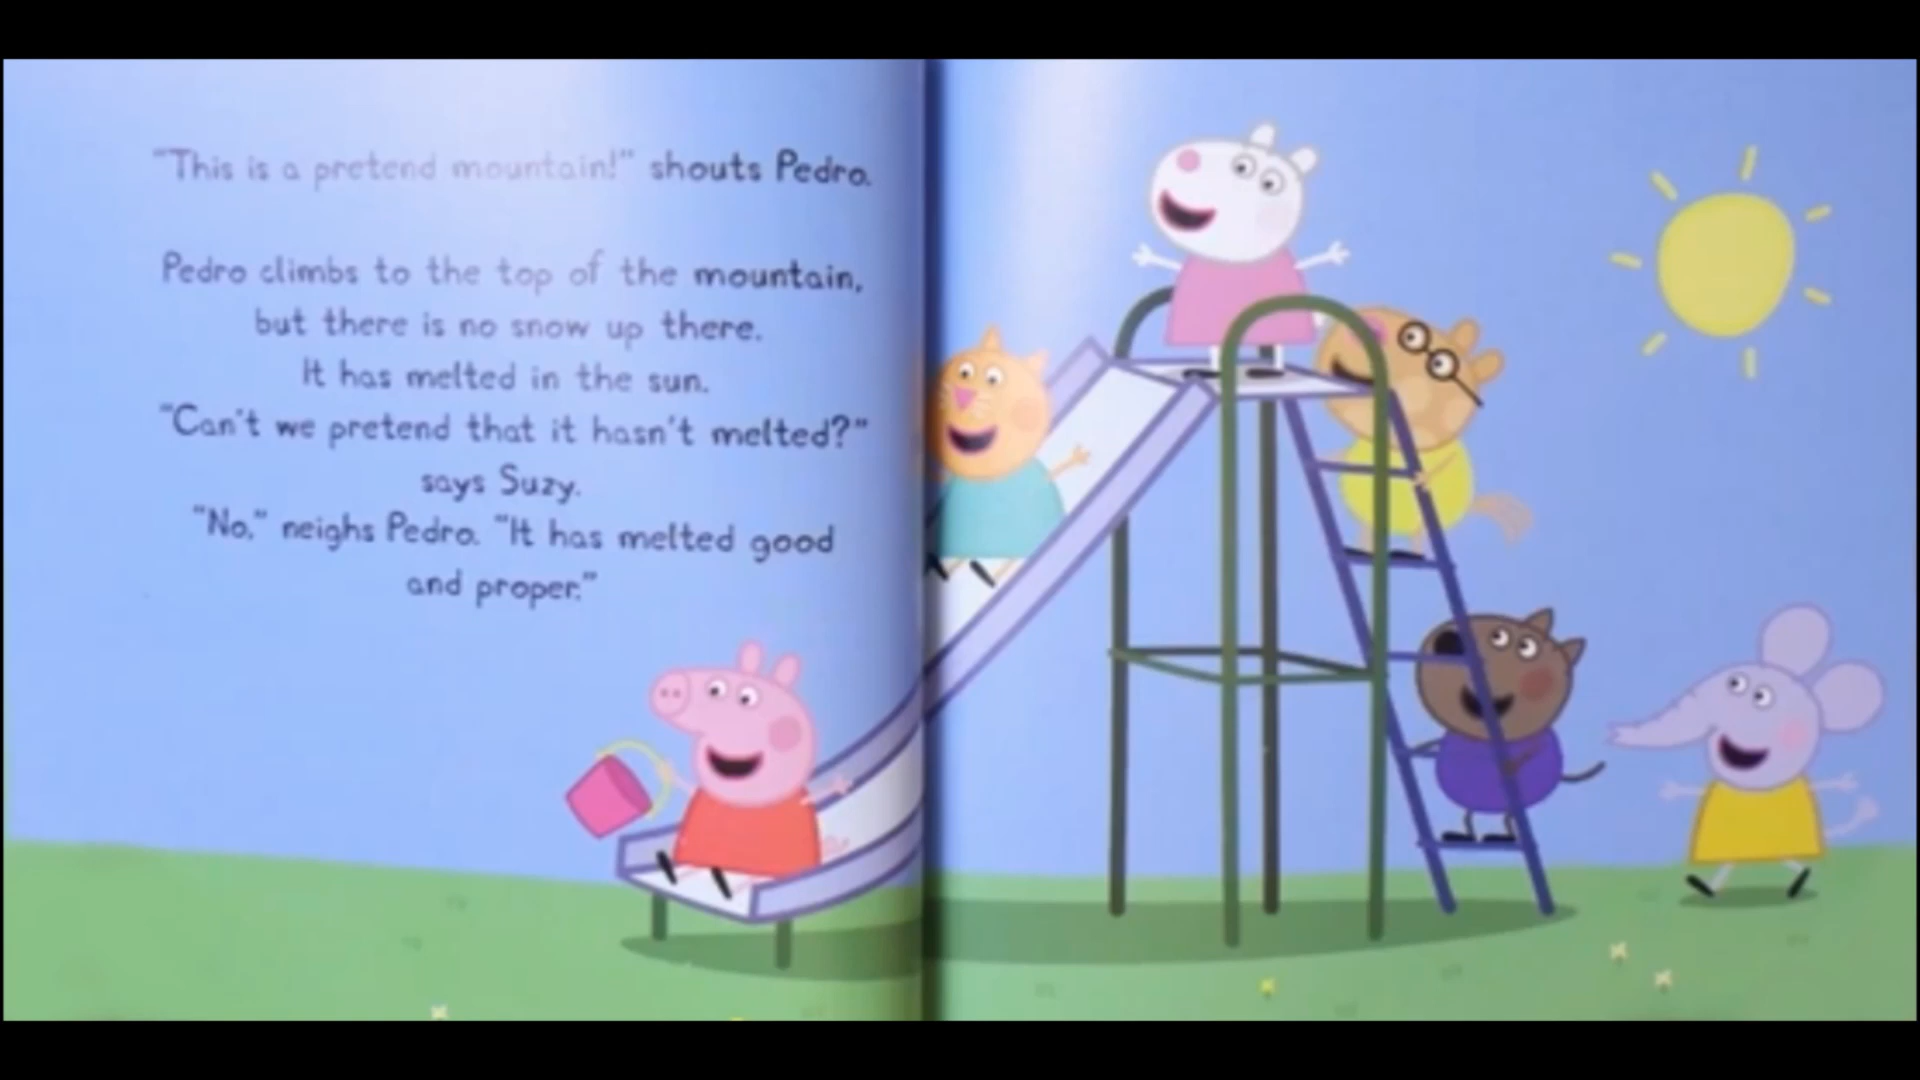 "This is a pretend mountain!" shouts Pedro.
Pedro climbs to the top of the mountain,
but there is no snow up there.
It has melted in the sun.
"Can't we pretend that it hasn't melted?"
says Suzy.
"No," neighs Pedro. "It has melted good
and proper."